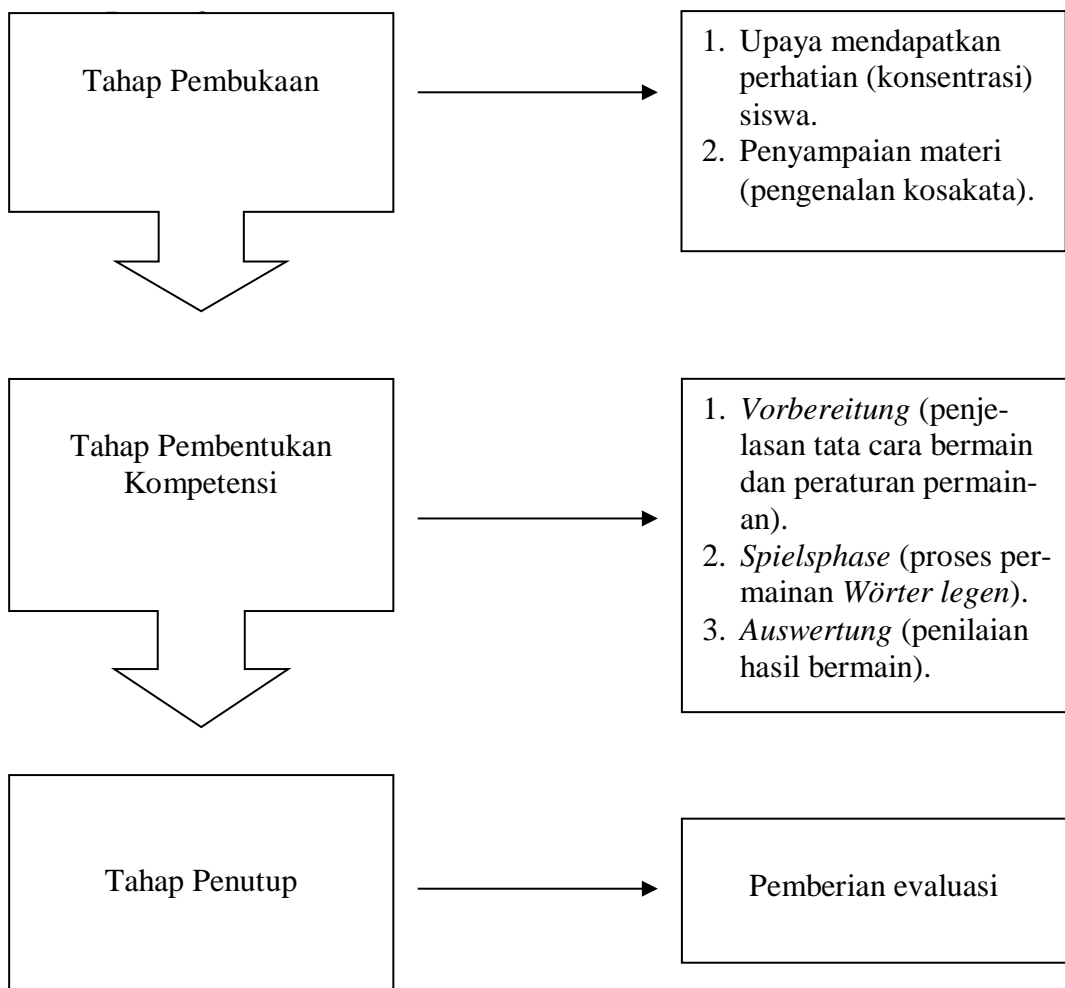 Tahap Pembukaan
1. Upaya mendapatkan
perhatian (konsentrasi)
siswa.
2. Penyampaian materi
(pengenalan kosakata).
Tahap Pembentukan
Kompetensi
1. Vorbereitung (penje-
lasan tata cara bermain
dan peraturan permain-
an).
2. Spielsphase (proses per-
mainan Wörter legen).
3. Auswertung (penilaian
hasil bermain).
Tahap Penutup
Pemberian evaluasi